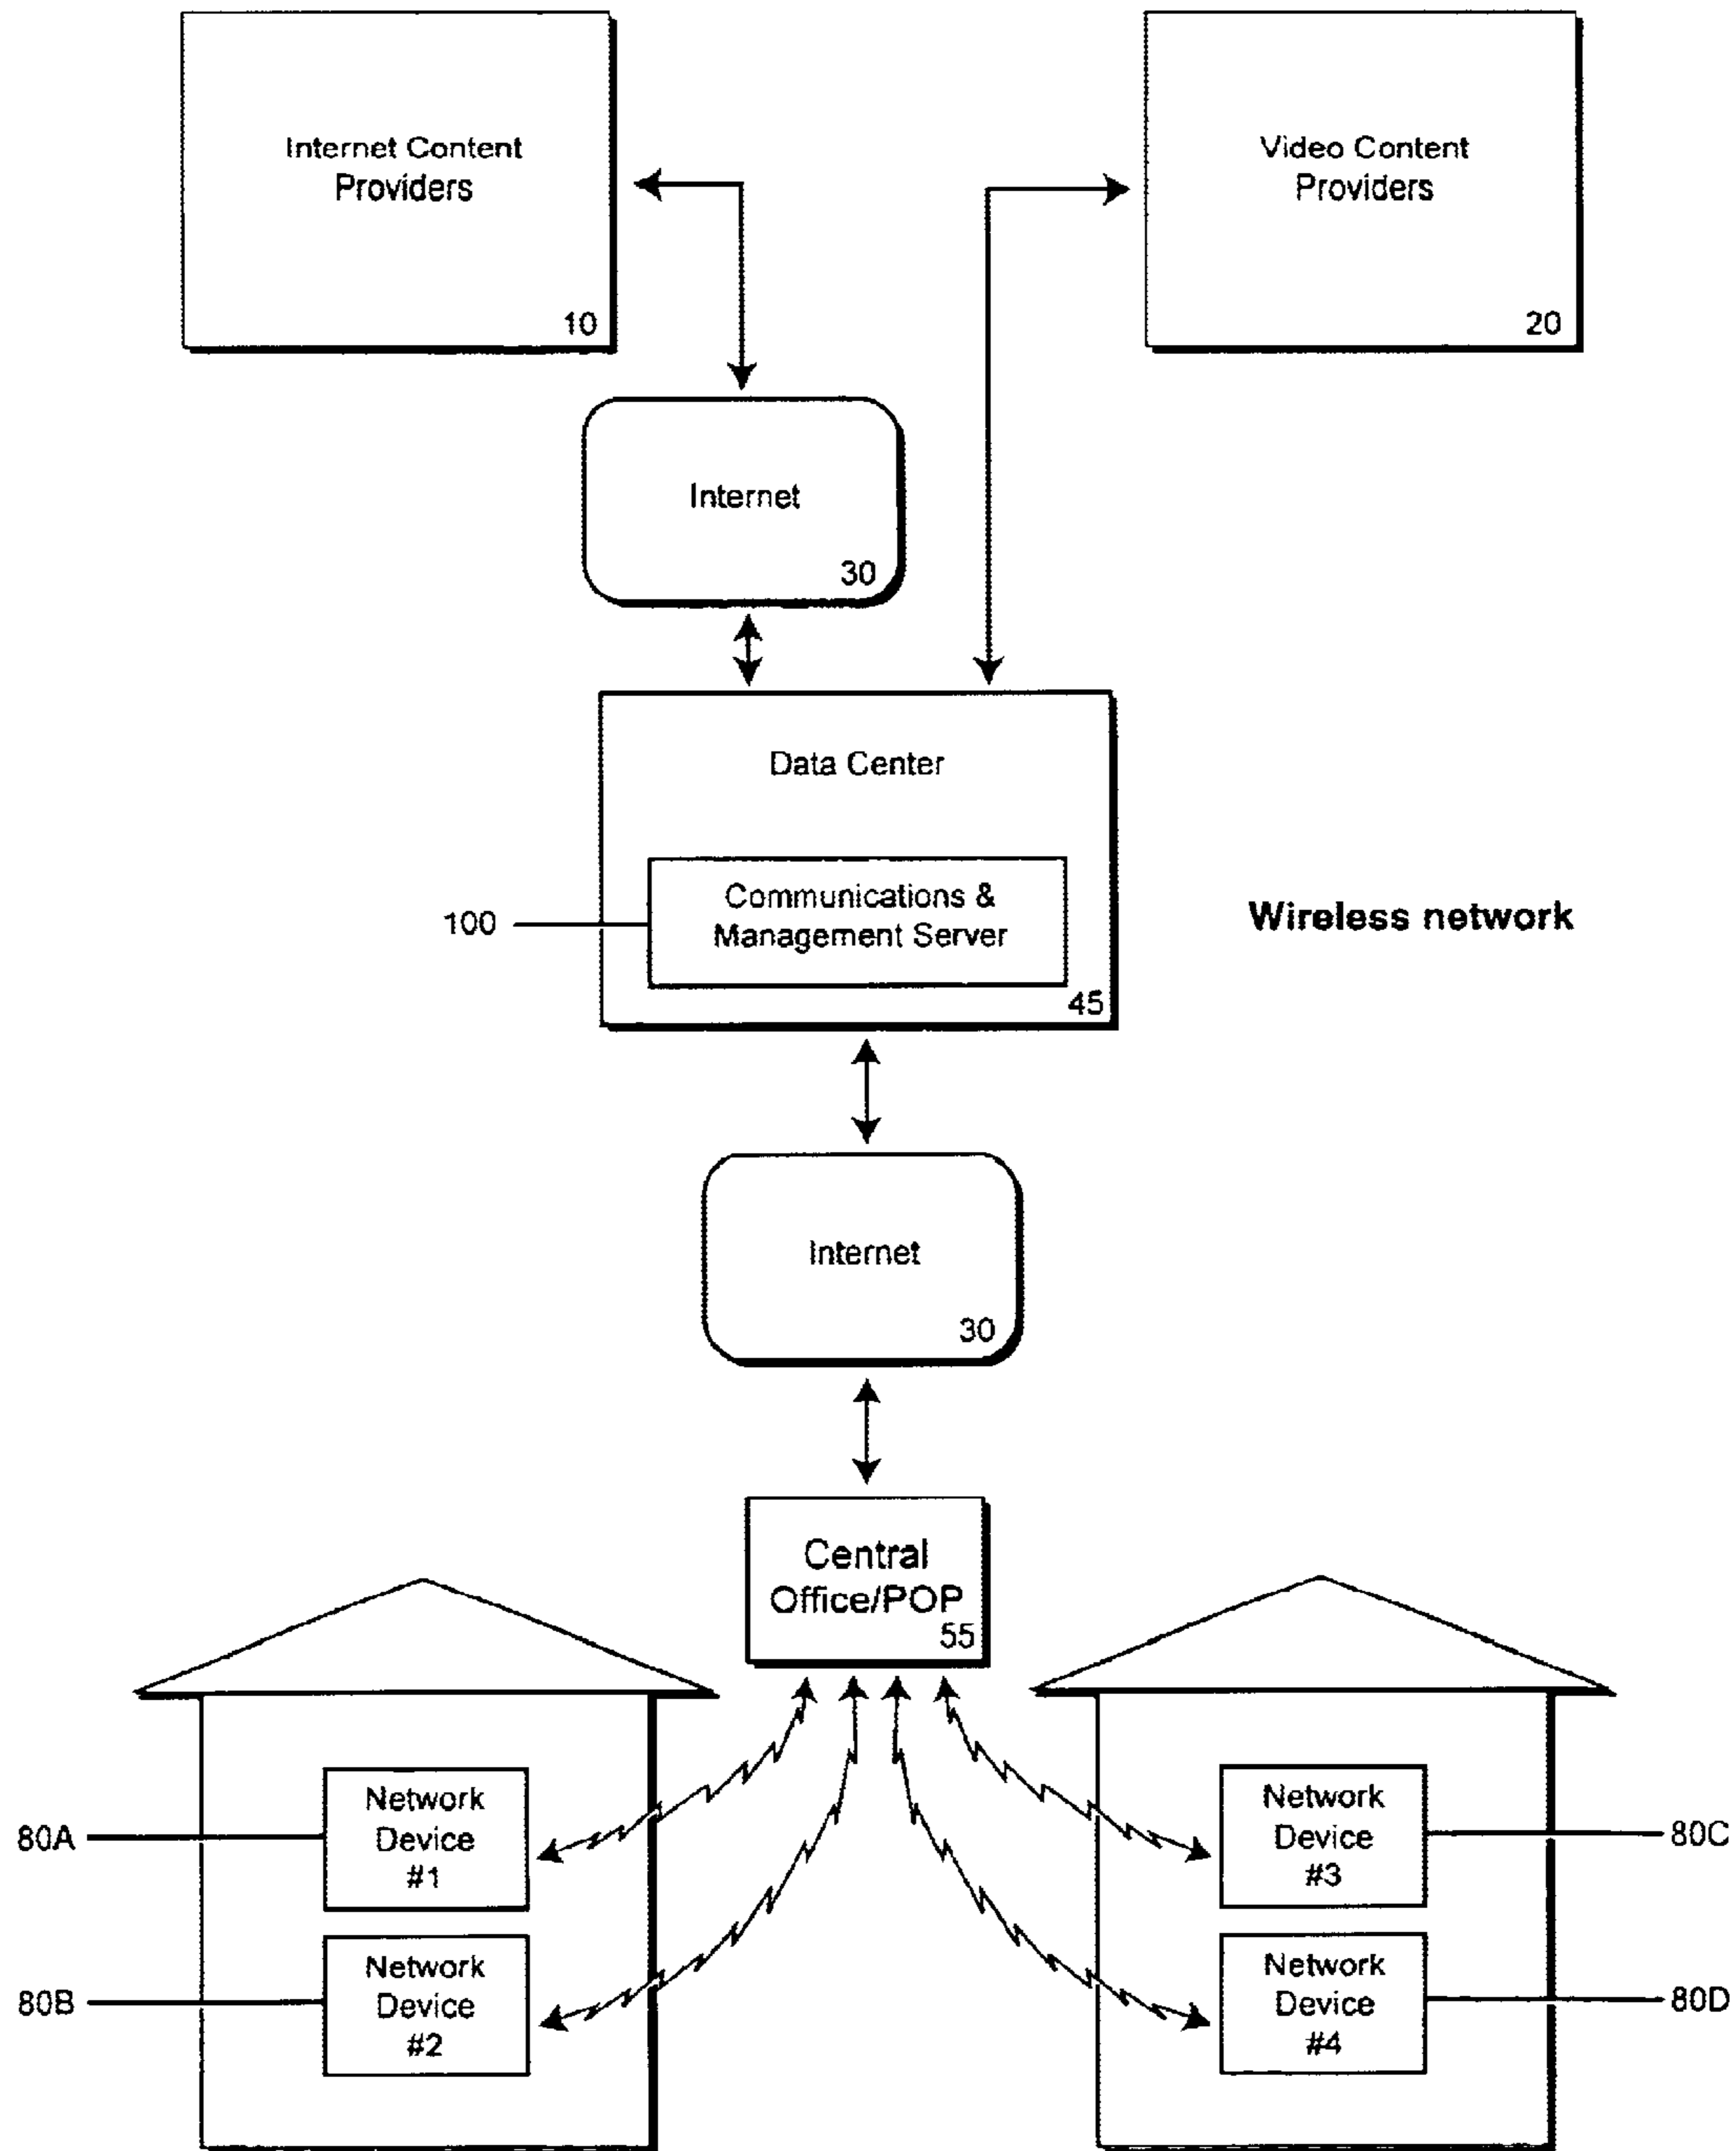 Internet Content
Providers
10
Video Content
Providers
20
Internet
30
Data Center
Communications &
Management Server
100
45
Wireless network
Internet
30
Central
Office/POP
55
Network
Device
#1
80A
Network
Device
#2
80B
Network
Device
#3
80C
Network
Device
#4
80D